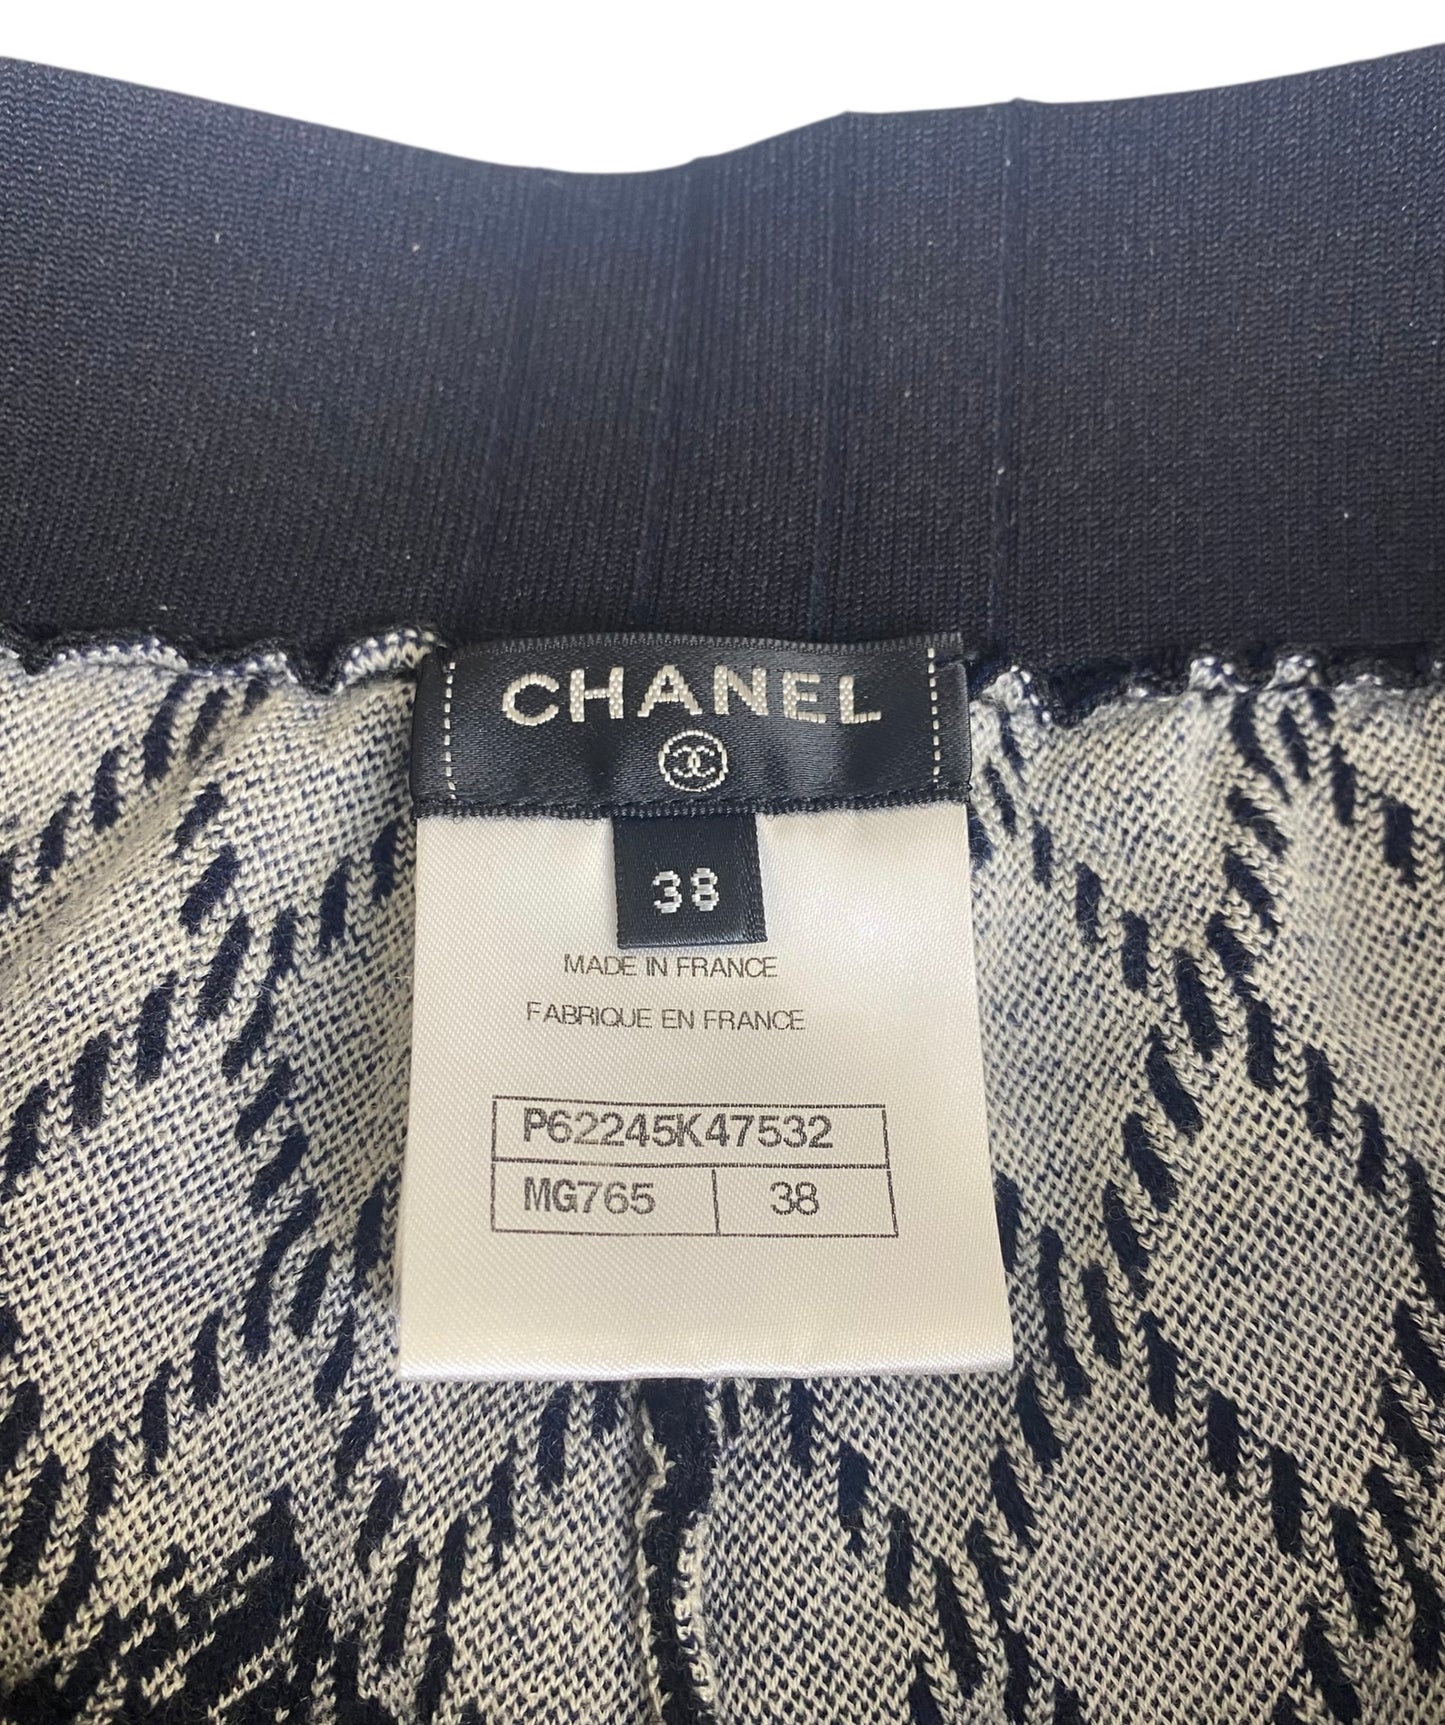 CHANEL
38
MADE IN FRANCE
FABRIQUE EN FRANCE
P62245K47532
MG765 38